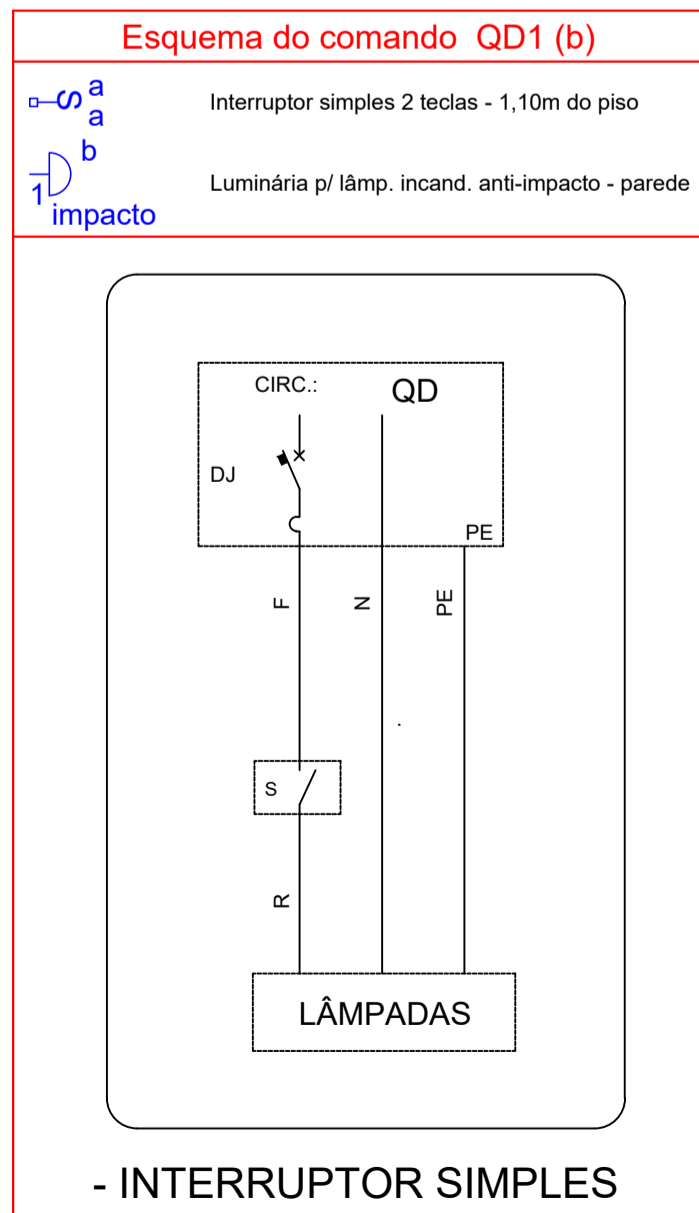 Esquema do comando QD1 (b)
a
a
Interruptor simples 2 teclas - 1,10m do piso
b
1
impacto
Luminária p/ lâmp. incand. anti-impacto - parede
CIRC.:
QD
DJ
PE
F
N
PE
S
R
LÂMPADAS
- INTERRUPTOR SIMPLES